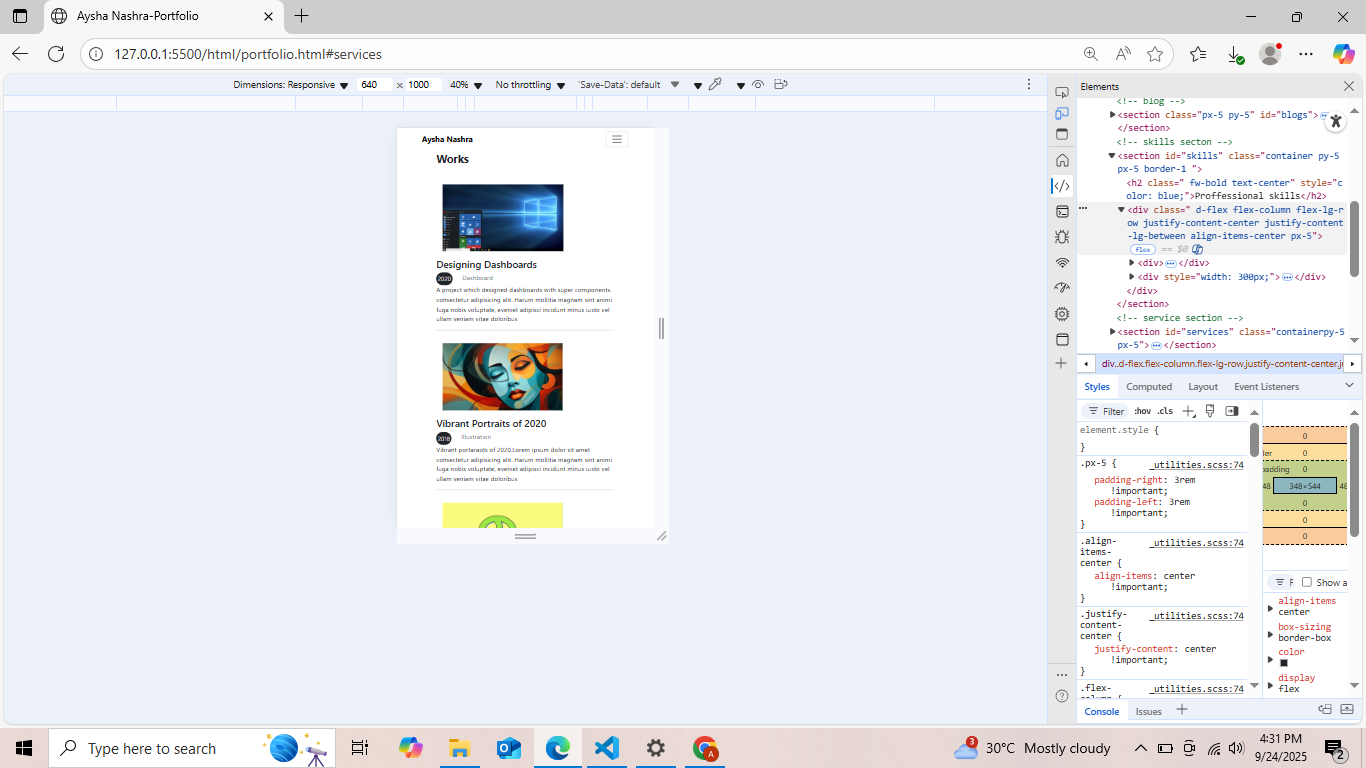 Aysha Nashra-Portfolio
127.0.0.1:5500/html/portfolio.html#services
Dimensions: Responsive
640
×
1000
40%
No throttling
'Save-Data': default
Elements
Aysha Nashra
Works
Designing Dashboards
2020
Dashboard
A project which designed dashboards with super components.
consectetur adipisicing elit. Harum mollitia magnam sint animi
fuga nobis voluptate, eveniet adipisci incidunt minus iusto vel
ullam veniam vitae doloribus
Vibrant Portraits of 2020
2018
Illustration
Vibrant portaraots of 2020.Lorem ipsum dolor sit amet
consectetur adipisicing elit. Harum mollitia magnam sint animi
fuga nobis voluptate, eveniet adipisci incidunt minus iusto vel
ullam veniam vitae doloribus
<!-- blog -->
<section class="px-5 py-5" id="blogs">
</section>
<!-- skills secton -->
<section id="skills" class="container py-5
px-5 border-1 ">
<h2 class=" fw-bold text-center" style="c
olor: blue;">Proffessional skills</h2>
<div class=" d-flex flex-column flex-lg-r
ow justify-content-center justify-content
-lg-between align-items-center px-5">
flex
== $0
<div>…</div>
<div style="width: 300px;">…</div>
</div>
</section>
<!-- service section -->
<section id="services" class="containerpy-5
px-5">…</section>
div..d-flex.flex-column.flex-lg-row.justify-content-center.ju
Styles
Computed
Layout
Event Listeners
Filter
:hov
.cls
element.style {
}
.px-5 {
_utilities.scss:74
padding-right: 3rem
!important;
padding-left: 3rem
!important;
}
.align-
items-
center {
_utilities.scss:74
align-items: center
!important;
}
.justify-
content-
center {
_utilities.scss:74
justify-content: center
!important;
}
.flex-
_utilities.scss:74
0
der
0
padding
0
48
348×544
48
0
0
0
F
Show a
align-items
center
box-sizing
border-box
color
display
flex
Console
Issues
Type here to search
A
3
30°C
Mostly cloudy
4:31 PM
9/24/2025
2